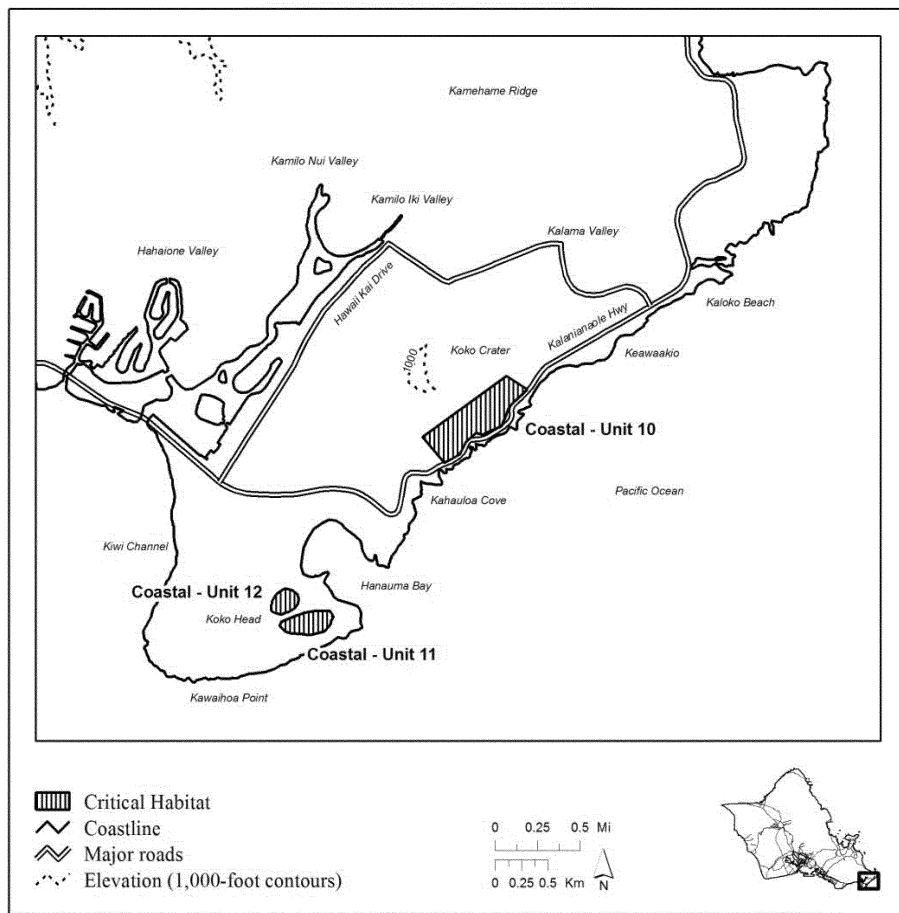 Kamehame Ridge
Kamilo Nui Valley
Kamilo Iki Valley
Kalama Valley
Hahaione Valley
Hawaii Kai Drive
Kaloko Beach
Kalanianaole Hwy
1000
Koko Crater
Keawaakio
Coastal - Unit 10
Kahauloa Cove
Pacific Ocean
Kiwi Channel
Hanauma Bay
Coastal - Unit 12
Koko Head
Coastal - Unit 11
Kawaihoa Point
Critical Habitat
Coastline
Major roads
Elevation (1,000-foot contours)
0 0.25 0.5 Mi
0 0.25 0.5 Km
N